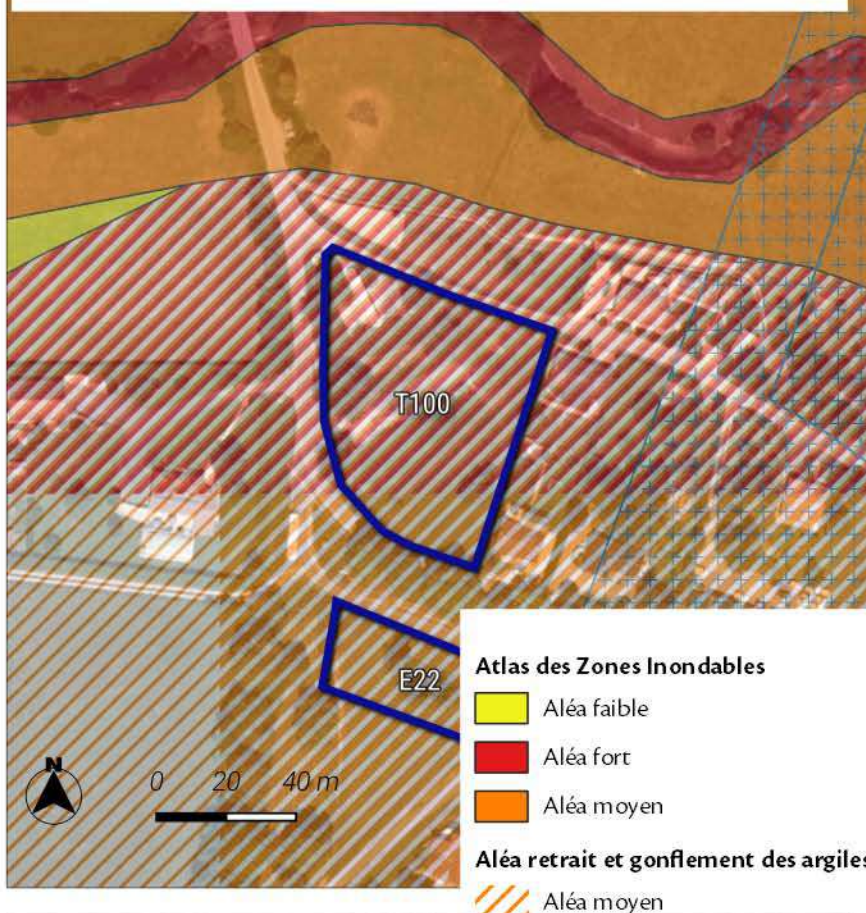 T100
E22
N
0 20 40 m
Atlas des Zones Inondables
Aléa faible
Aléa fort
Aléa moyen
Aléa retrait et gonflement des argiles
Aléa moyen